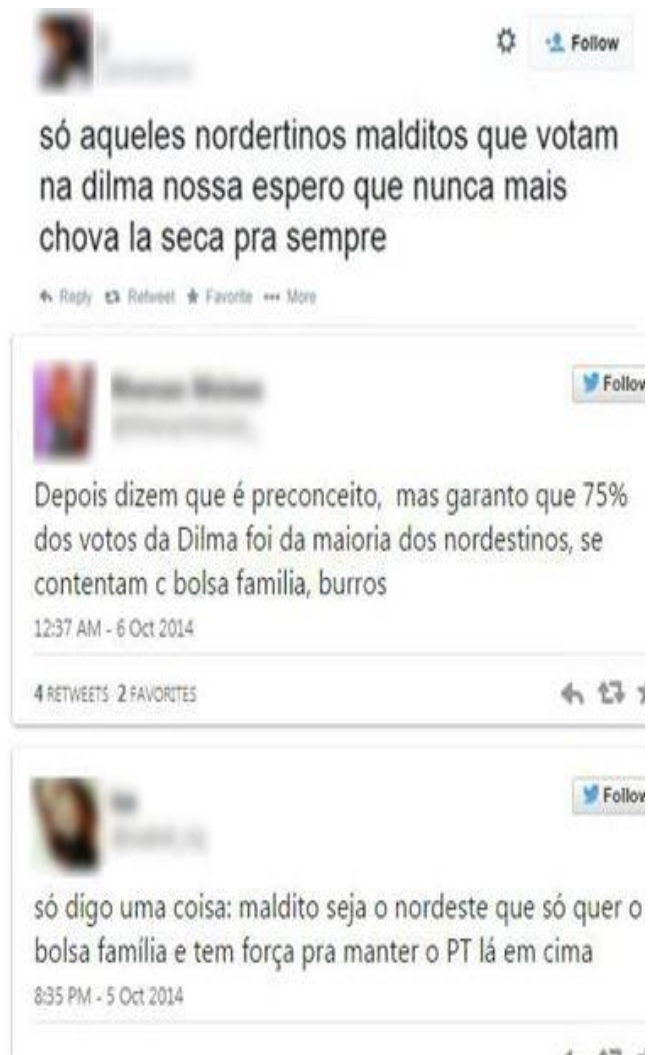 Follow
só aqueles nordertinos malditos que votam
na dilma nossa espero que nunca mais
chova la seca pra sempre
Reply Retweet Favorite More
Follow
Depois dizem que é preconceito, mas garanto que 75%
dos votos da Dilma foi da maioria dos nordestinos, se
contentam c bolsa familia, burros
12:37 AM - 6 Oct 2014
4 RETWEETS 2 FAVORITES
Follow
só digo uma coisa: maldito seja o nordeste que só quer o
bolsa família e tem força pra manter o PT lá em cima
8:35 PM - 5 Oct 2014